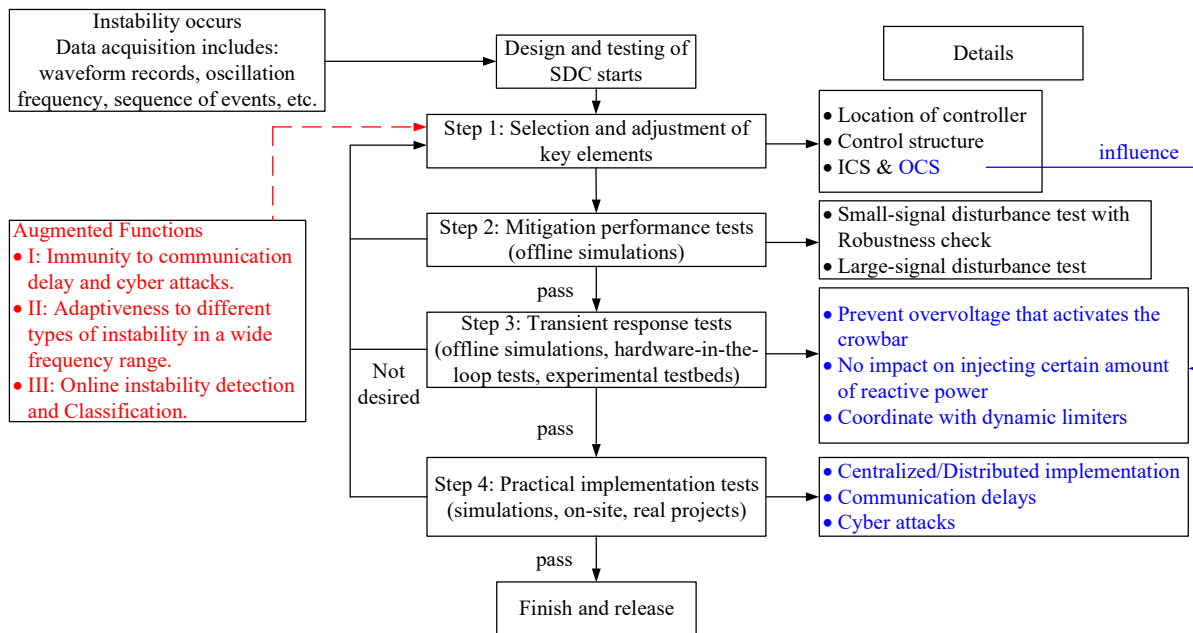 Instability occurs
Data acquisition includes:
waveform records, oscillation
frequency, sequence of events, etc.
Design and testing of
SDC starts
Details
Step 1: Selection and adjustment of
key elements
• Location of controller
• Control structure
• ICS & OCS
influence
Augmented Functions
• I: Immunity to communication
delay and cyber attacks.
• II: Adaptiveness to different
types of instability in a wide
frequency range.
• III: Online instability detection
and Classification.
Step 2: Mitigation performance tests
(offline simulations)
• Small-signal disturbance test with
Robustness check
• Large-signal disturbance test
pass
Step 3: Transient response tests
(offline simulations, hardware-in-the-
loop tests, experimental testbeds)
• Prevent overvoltage that activates the
crowbar
• No impact on injecting certain amount
of reactive power
• Coordinate with dynamic limiters
Not
desired
pass
Step 4: Practical implementation tests
(simulations, on-site, real projects)
• Centralized/Distributed implementation
• Communication delays
• Cyber attacks
pass
Finish and release